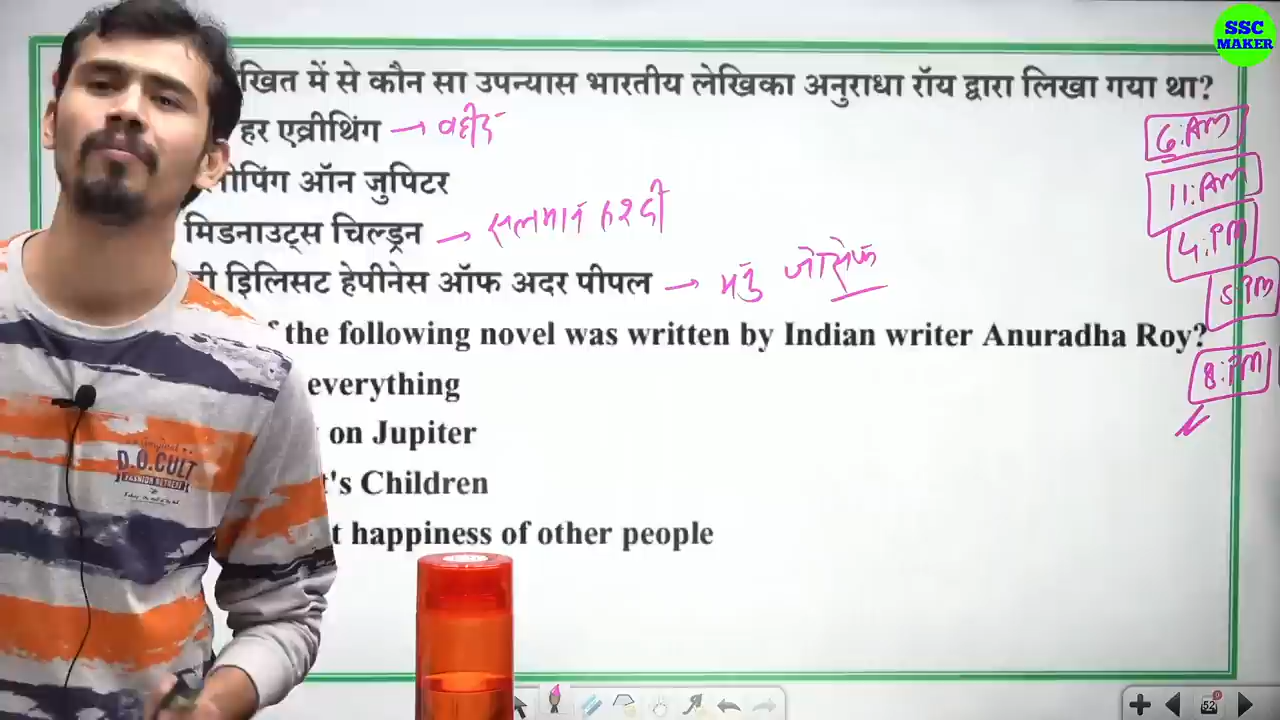 SSC
MAKER
खित में से कौन सा उपन्यास भारतीय लेखिका अनुराधा रॉय द्वारा लिखा गया था?
हर एव्रीथिंग →
6:AM
ऑन जुपिटर
11:AM
मिडनाउट्स चिल्ड्रन → सलमान
4:PM
इिलिसट हेपीनेस ऑफ अदर पीपल → मनु जोसेफ
5:PM
the following novel was written by Indian writer Anuradha Roy?
everything
8:PM
on Jupiter
's Children
t happiness of other people
D.O.CULT
52